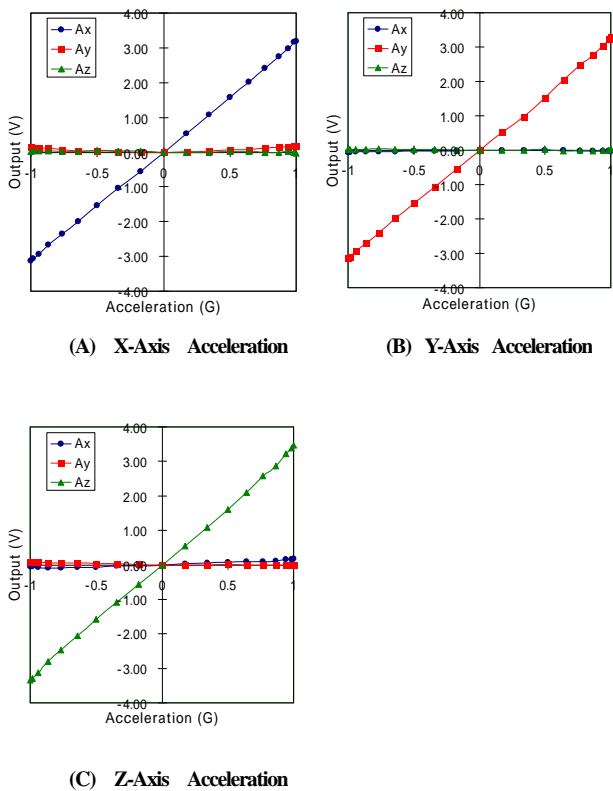 4.00
3.00
2.00
1.00
0.00
-1.00
-2.00
-3.00
-4.00
-1 -0.5 0 0.5 1
Ax
Ay
Az
Output (V)
Acceleration (G)
(A) X-Axis Acceleration
4.00
3.00
2.00
1.00
0.00
-1.00
-2.00
-3.00
-4.00
-1 -0.5 0 0.5 1
Ax
Ay
Az
Output (V)
Acceleration (G)
(B) Y-Axis Acceleration
4.00
3.00
2.00
1.00
0.00
-1.00
-2.00
-3.00
-4.00
-1 -0.5 0 0.5 1
Ax
Ay
Az
Output (V)
Acceleration (G)
(C) Z-Axis Acceleration